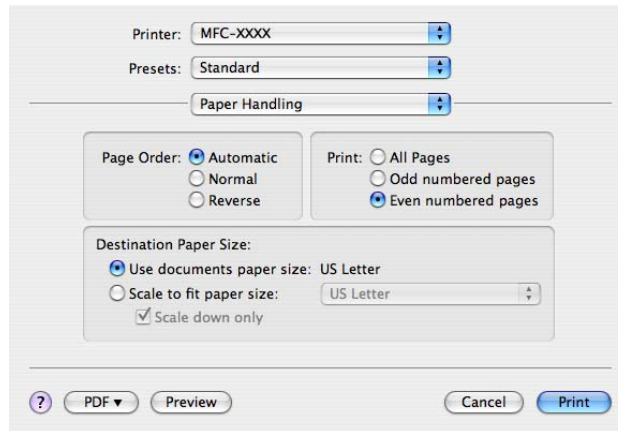 Printer: MFC-XXXX
Presets: Standard
Paper Handling
Page Order: Automatic
Normal
Reverse
Print: All Pages
Odd numbered pages
Even numbered pages
Destination Paper Size:
Use documents paper size: US Letter
Scale to fit paper size: US Letter
Scale down only
? PDF▼ Preview Cancel Print